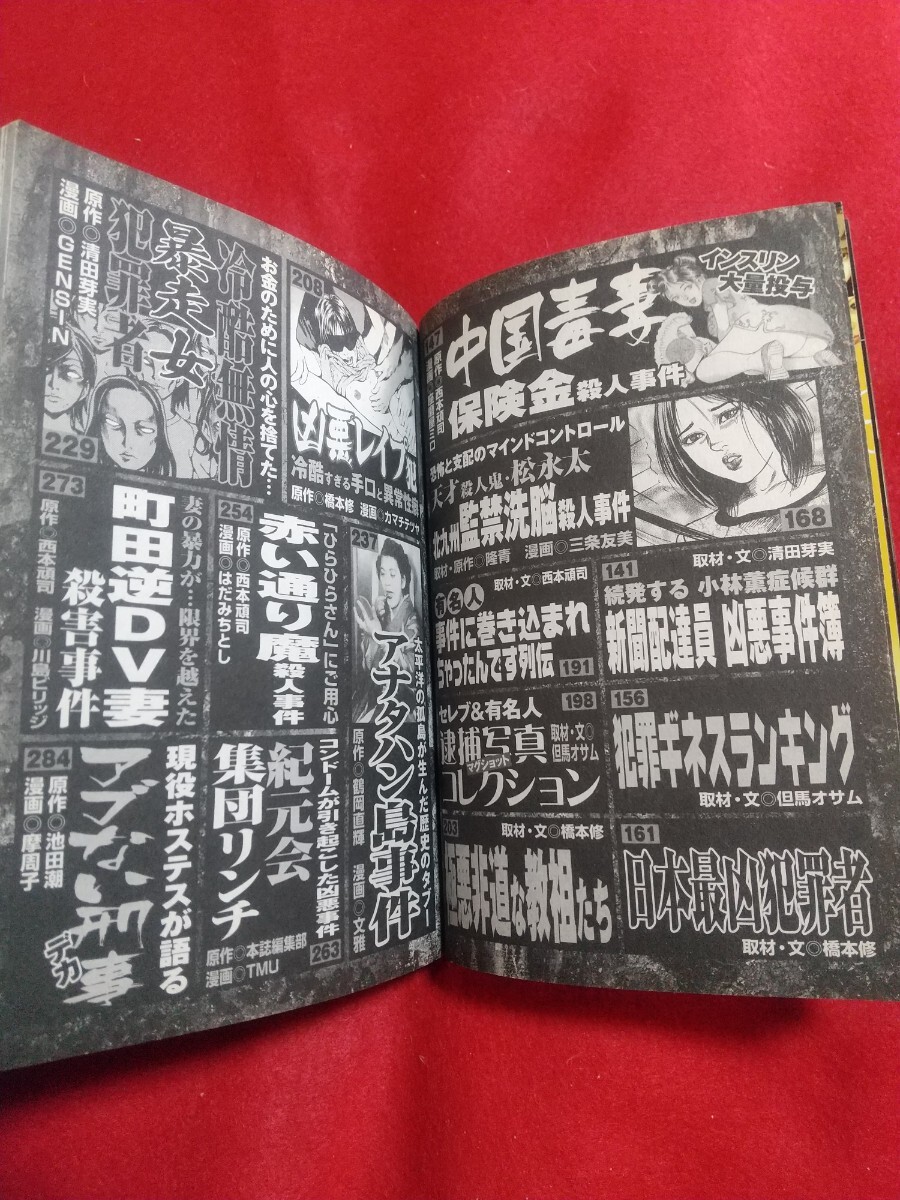 インスリン
大量投与
中国毒妻
保険金殺人事件
147
恐怖と支配のマインドコントロール
天才殺人鬼・松永太
北九州監禁洗脳殺人事件
取材・原作◎隆青 漫画◎三条友美
168
取材・文◎清田芽実
141
続発する 小林薫症候群
新聞配達員 凶悪事件簿
取材・文◎西本頑司
有名人
事件に巻き込まれ
ちゃったんです列伝
191
156
犯罪ギネスランキング
取材・文◎但馬オサム
198
セレブ&有名人
取材・文◎
但馬オサム
逮捕写真
マグショット
コレクション
161
日本最凶犯罪者
取材・文◎橋本修
203
取材・文◎橋本修
非道な教祖たち
208
凶悪レイプ犯
冷酷すぎる手口と異常性癖
原作◎橋本修 漫画◎カマチテツヤ
お金のために人の心を捨てた…
冷酷無情
暴走女
犯罪者
原作◎清田芽実
漫画◎GENSIN
229
237
太平洋の孤島が生んだ歴史のタブー
アナタハン島事件
原作◎鶴岡直輝 漫画◎文雅
254
「ひらひらさん」にご用心
赤い通り魔殺人事件
原作◎西本頑司
漫画◎はだみちとし
273
妻の暴力が…限界を越えた
町田逆DV妻
殺害事件
原作◎西本頑司 漫画◎川島ビリッジ
コンドームが引き起こした凶悪事件
263
紀元会
集団リンチ
原作◎本誌編集部
漫画◎TMU
284
現役ホステスが語る
アブない刑事
デカ
原作◎池田潮
漫画◎摩周子